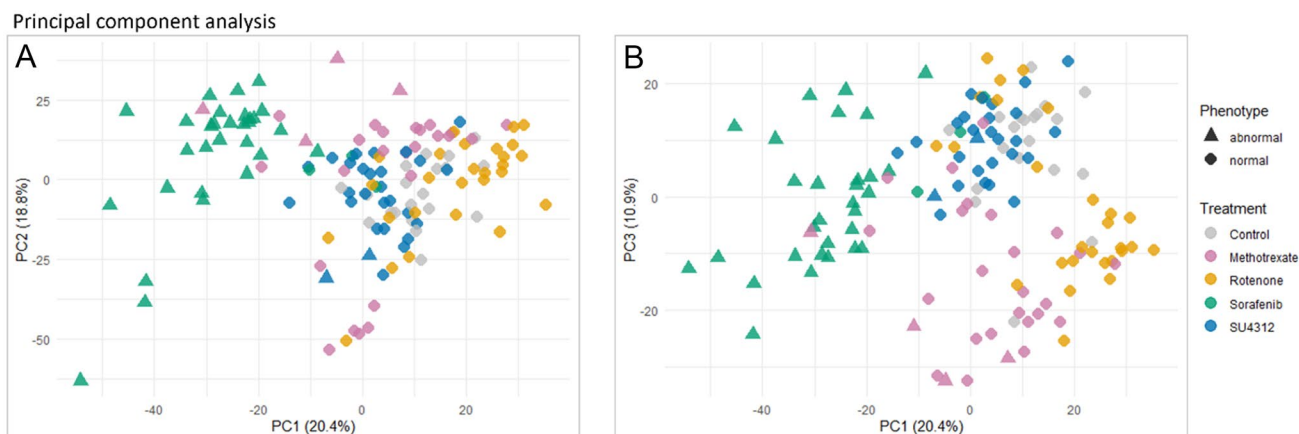 Principal component analysis
A
PC2 (18.8%)
25
0
-25
-50
-40
-20
0
20
PC1 (20.4%)
B
PC3 (10.9%)
20
0
-20
-40
-20
0
20
PC1 (20.4%)
Phenotype
abnormal
normal
Treatment
Control
Methotrexate
Rotenone
Sorafenib
SU4312